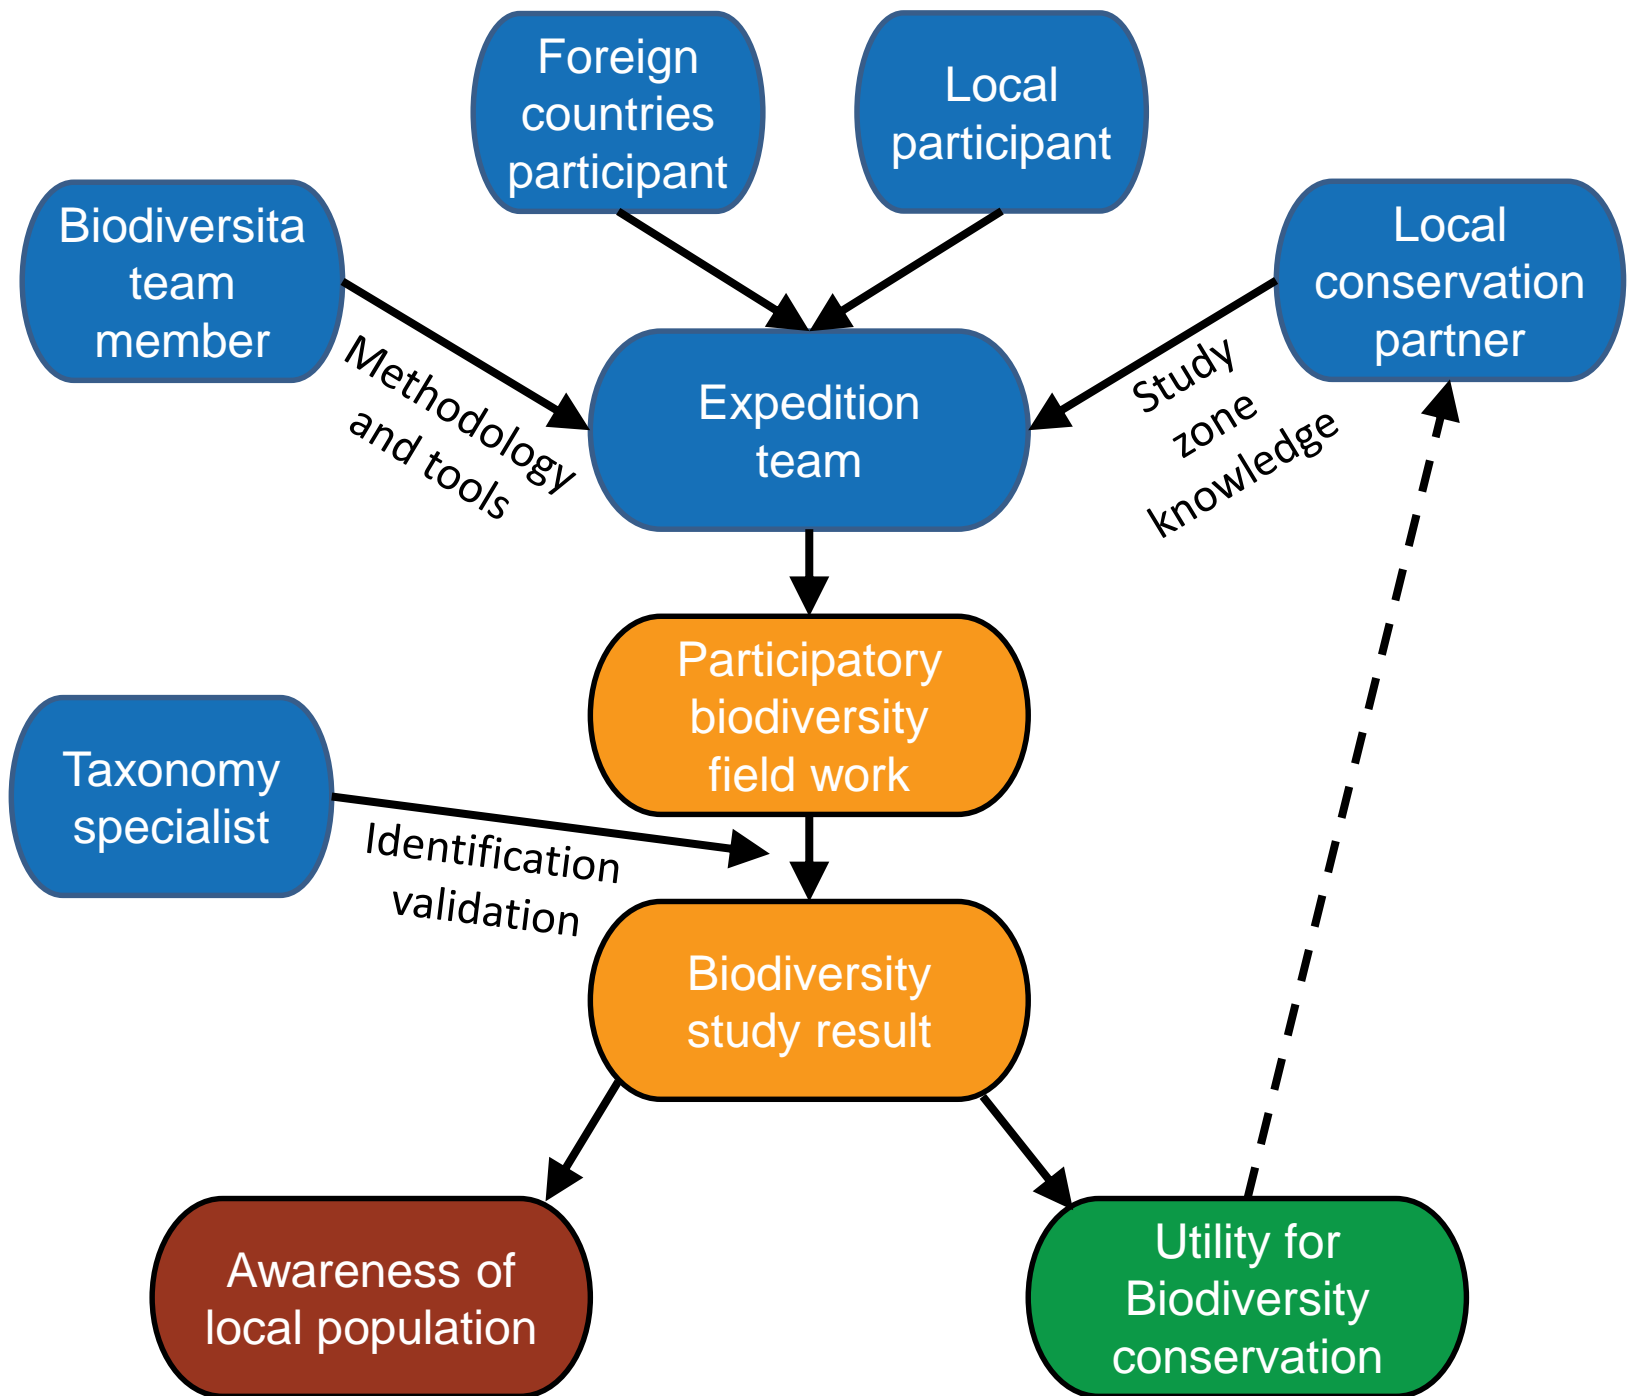 Foreign
countries
participant
Local
participant
Biodiversita
team
member
Local
conservation
partner
Methodology
and tools
Expedition
team
Study
zone
knowledge
Participatory
biodiversity
field work
Taxonomy
specialist
Identification
validation
Biodiversity
study result
Awareness of
local population
Utility for
Biodiversity
conservation